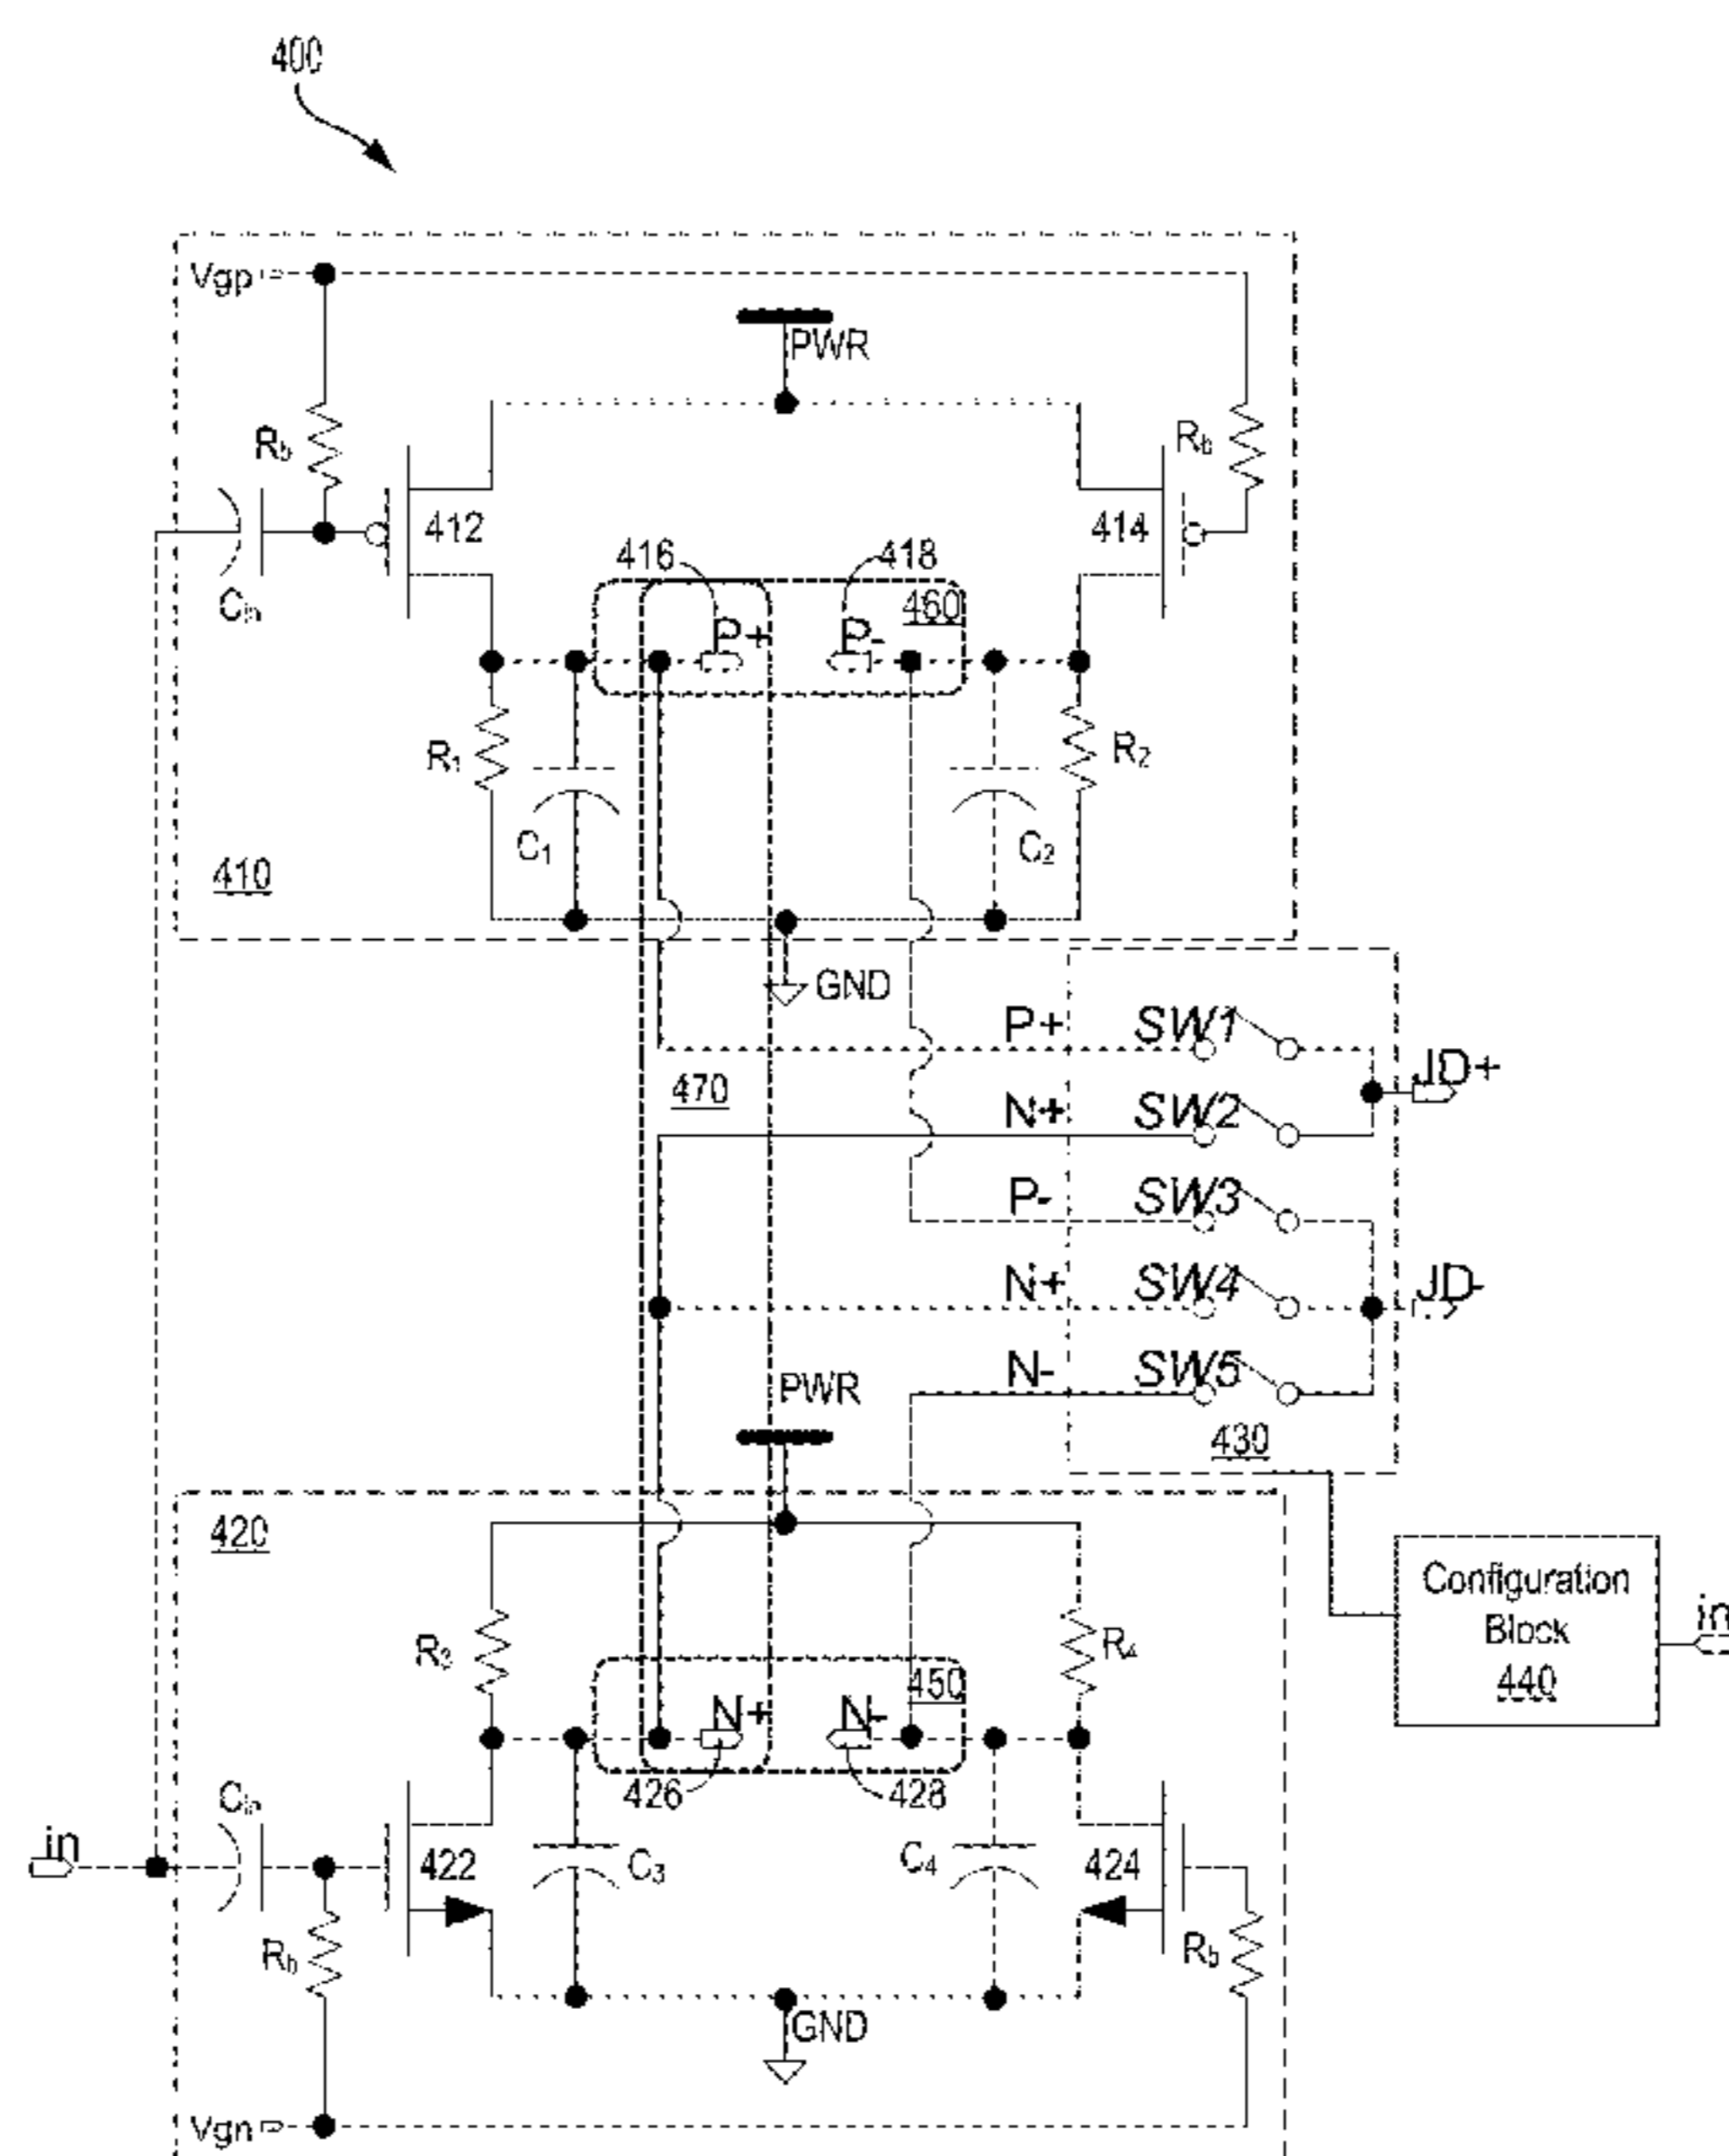 400
Vgp
PWR
Rb
Rb
412
414
Cin
416
418
460
P+
P-
R1
R2
C1
C2
410
GND
P+
SW1
JD+
470
N+
SW2
P-
SW3
N+
SW4
JD-
N-
SW5
PWR
430
420
Configuration
Block
440
in
R3
R4
450
N+
N-
426
428
Cin
in
422
C3
C4
424
Rb
Rb
GND
Vgn